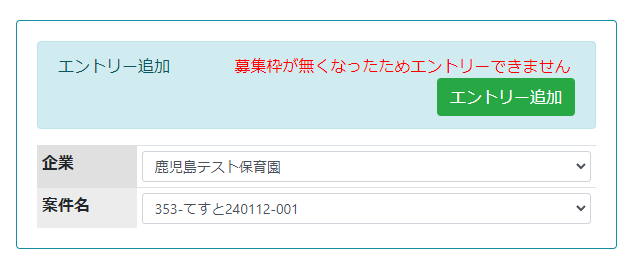 エントリー追加 募集枠が無くなったためエントリーできません
エントリー追加
企業 鹿児島テスト保育園
案件名 353-てすと240112-001